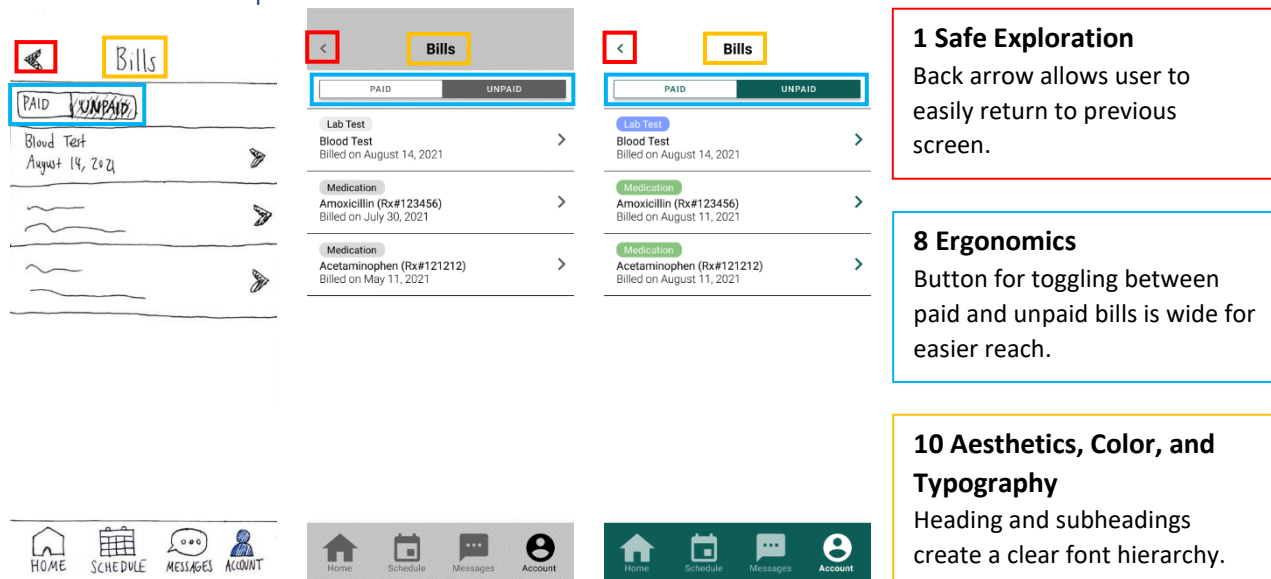 Bills
PAID UNPAID
Blood Test
August 14, 2021
HOME SCHEDULE MESSAGES ACCOUNT
Bills
PAID UNPAID
Lab Test
Blood Test
Billed on August 14, 2021
Medication
Amoxicillin (Rx#123456)
Billed on July 30, 2021
Medication
Acetaminophen (Rx#121212)
Billed on May 11, 2021
Home Schedule Messages Account
Bills
PAID UNPAID
Lab Test
Blood Test
Billed on August 14, 2021
Medication
Amoxicillin (Rx#123456)
Billed on August 11, 2021
Medication
Acetaminophen (Rx#121212)
Billed on August 11, 2021
Home Schedule Messages Account
1 Safe Exploration
Back arrow allows user to
easily return to previous
screen.
8 Ergonomics
Button for toggling between
paid and unpaid bills is wide for
easier reach.
10 Aesthetics, Color, and
Typography
Heading and subheadings
create a clear font hierarchy.